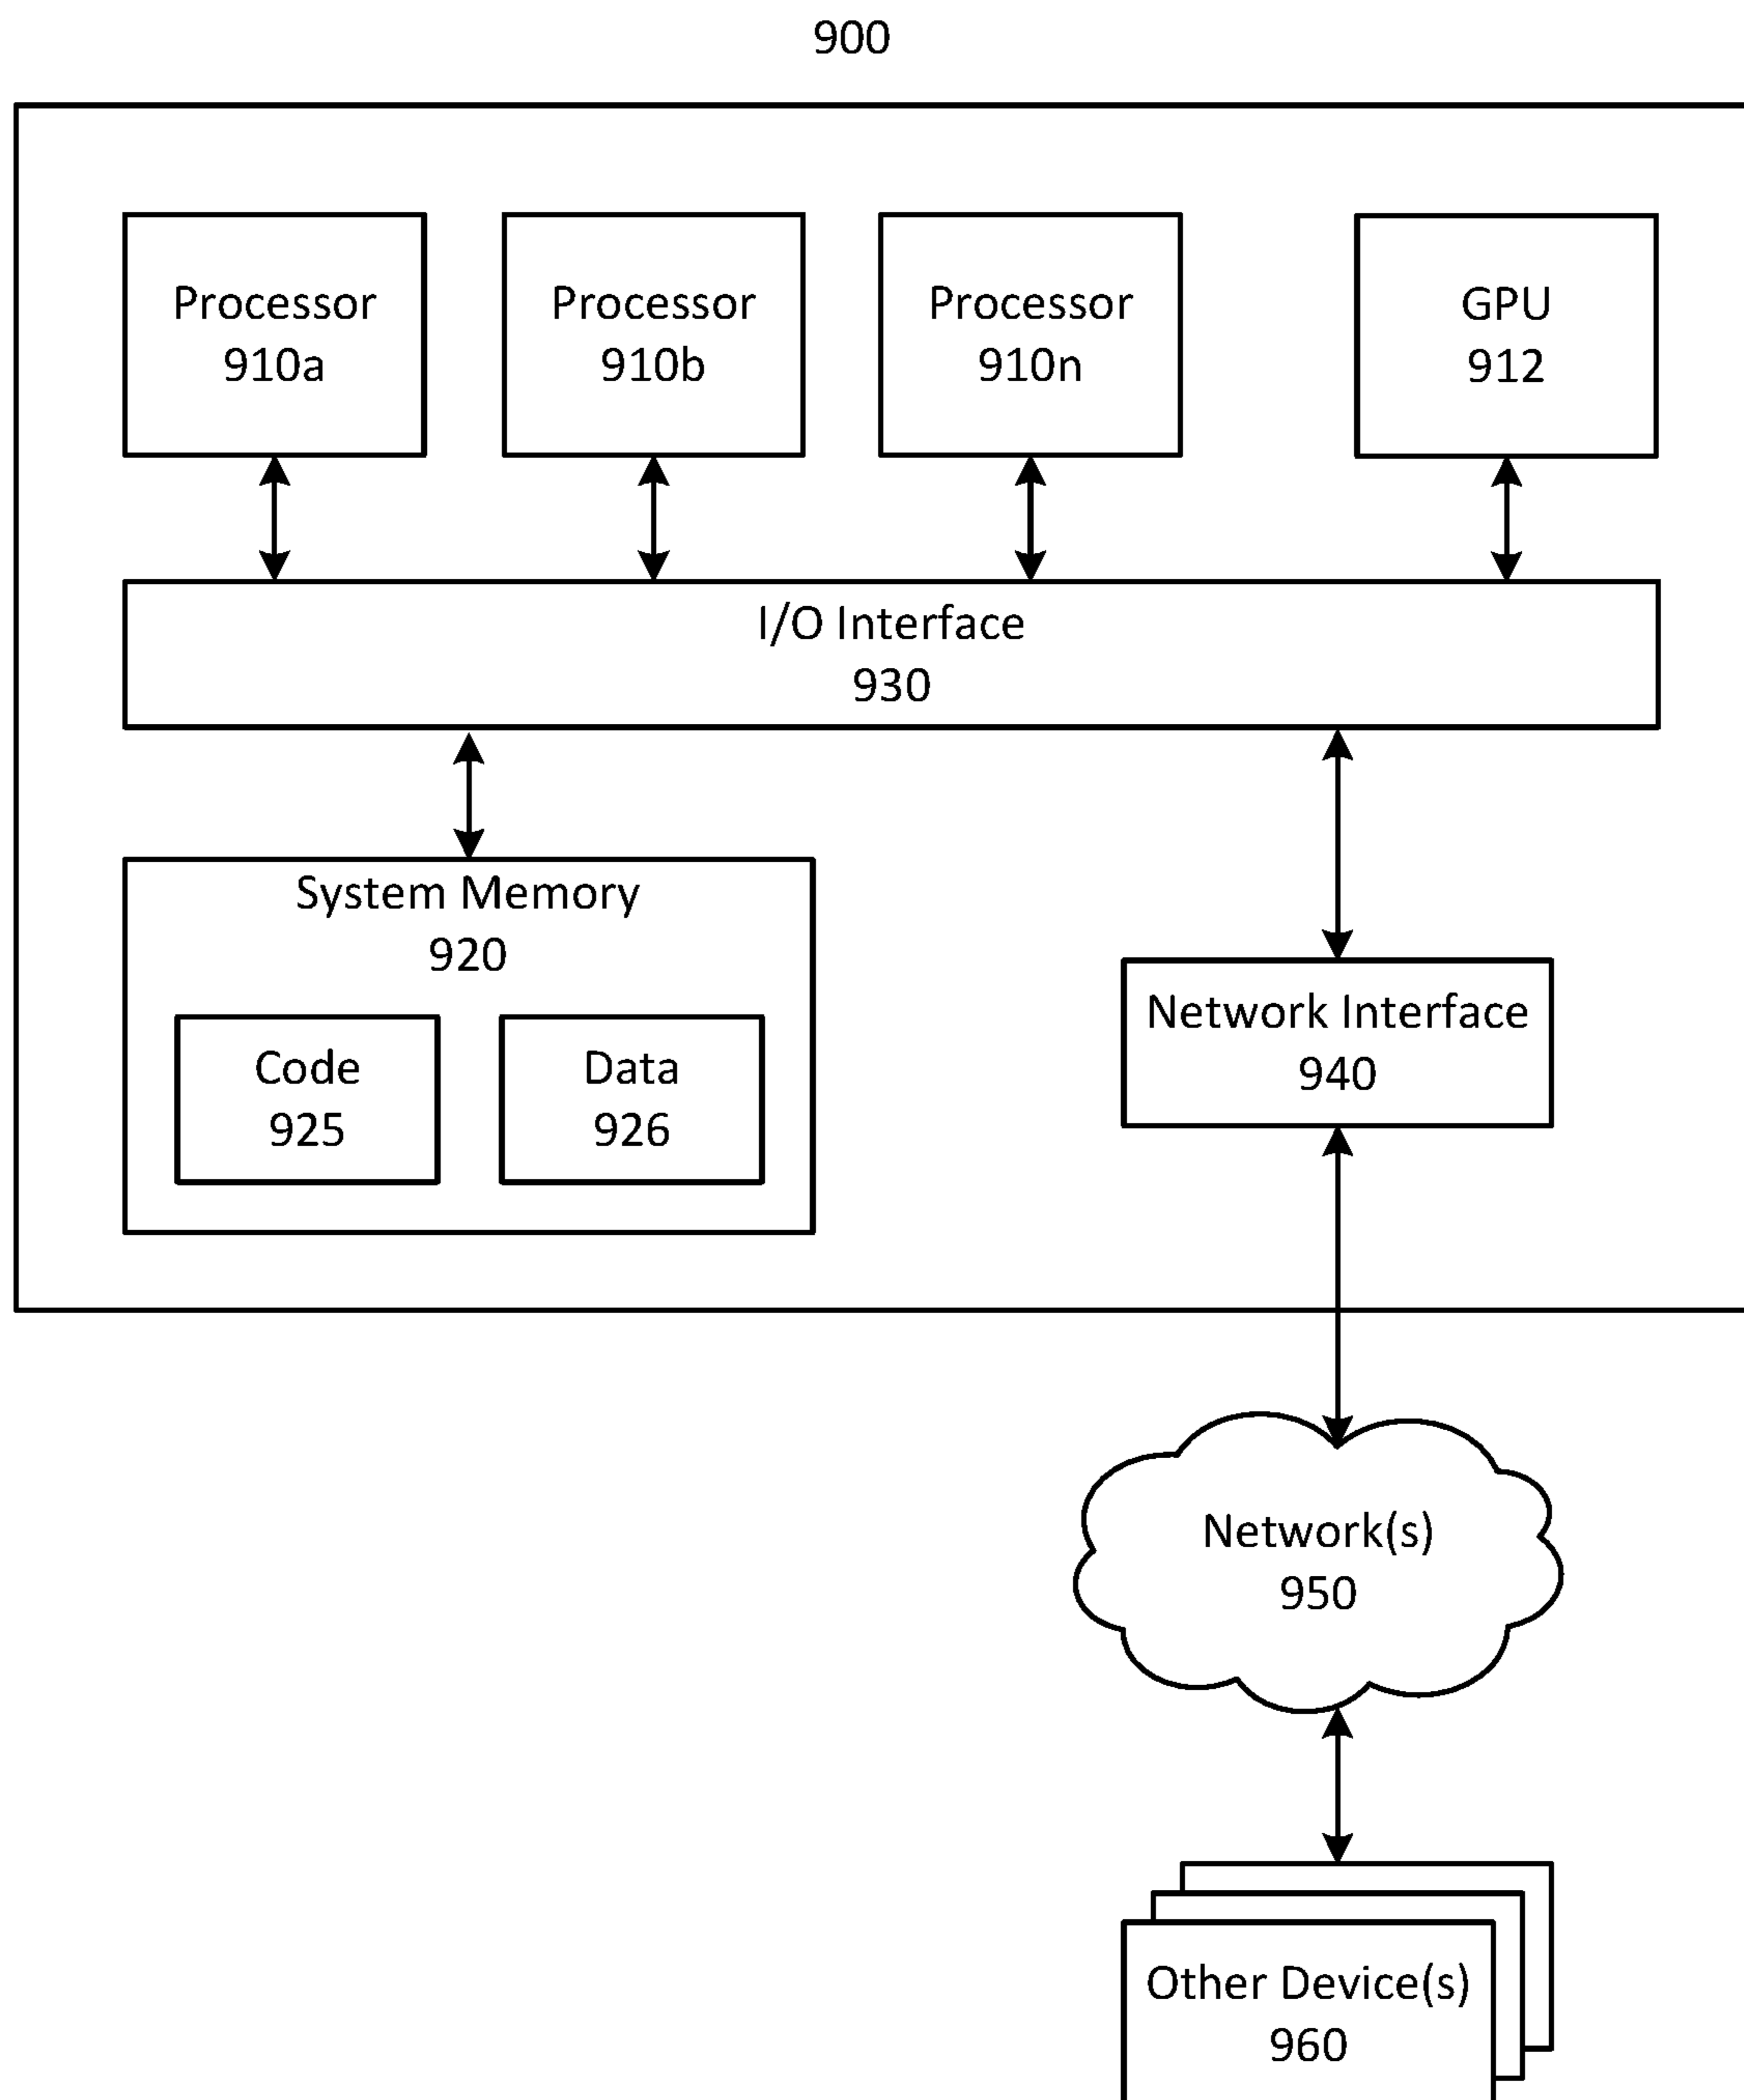 900
Processor
910a
Processor
910b
Processor
910n
GPU
912
I/O Interface
930
System Memory
920
Code
925
Data
926
Network Interface
940
Network(s)
950
Other Device(s)
960